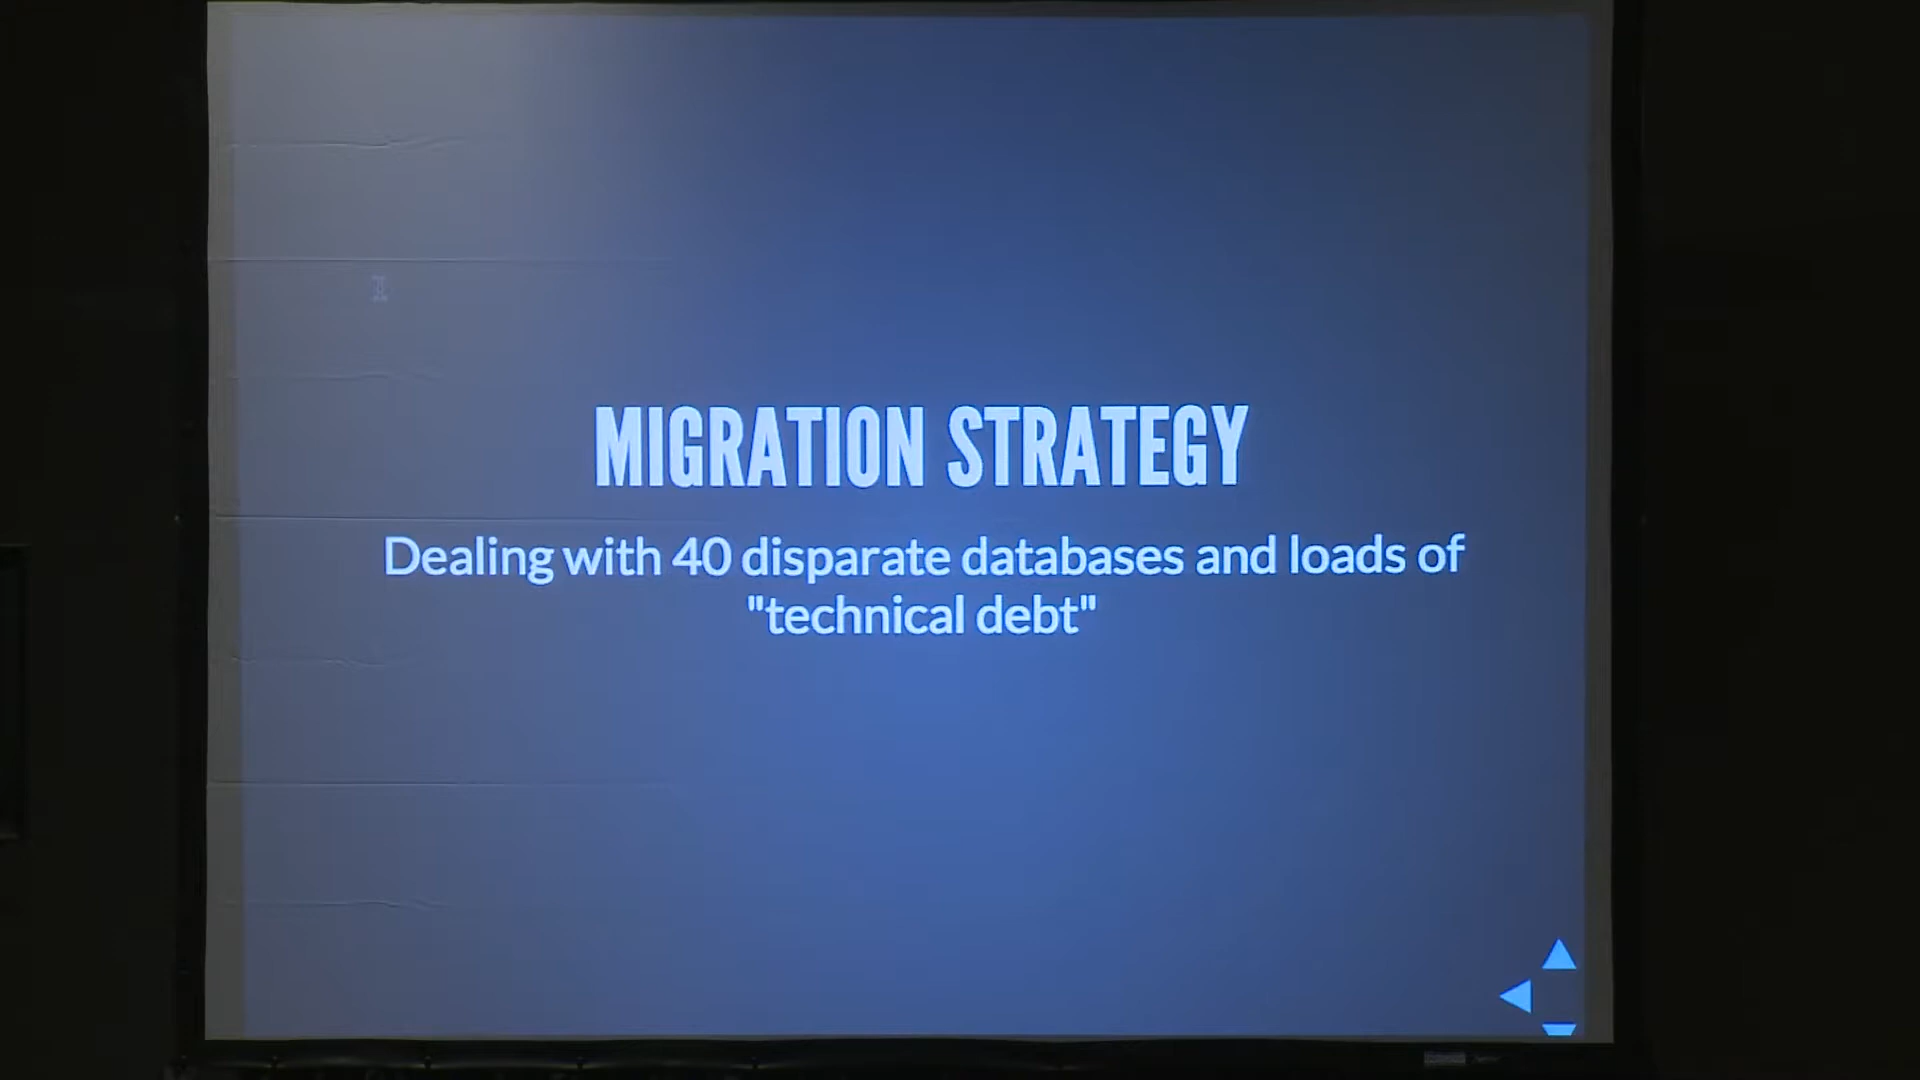 MIGRATION STRATEGY
Dealing with 40 disparate databases and loads of
"technical debt"